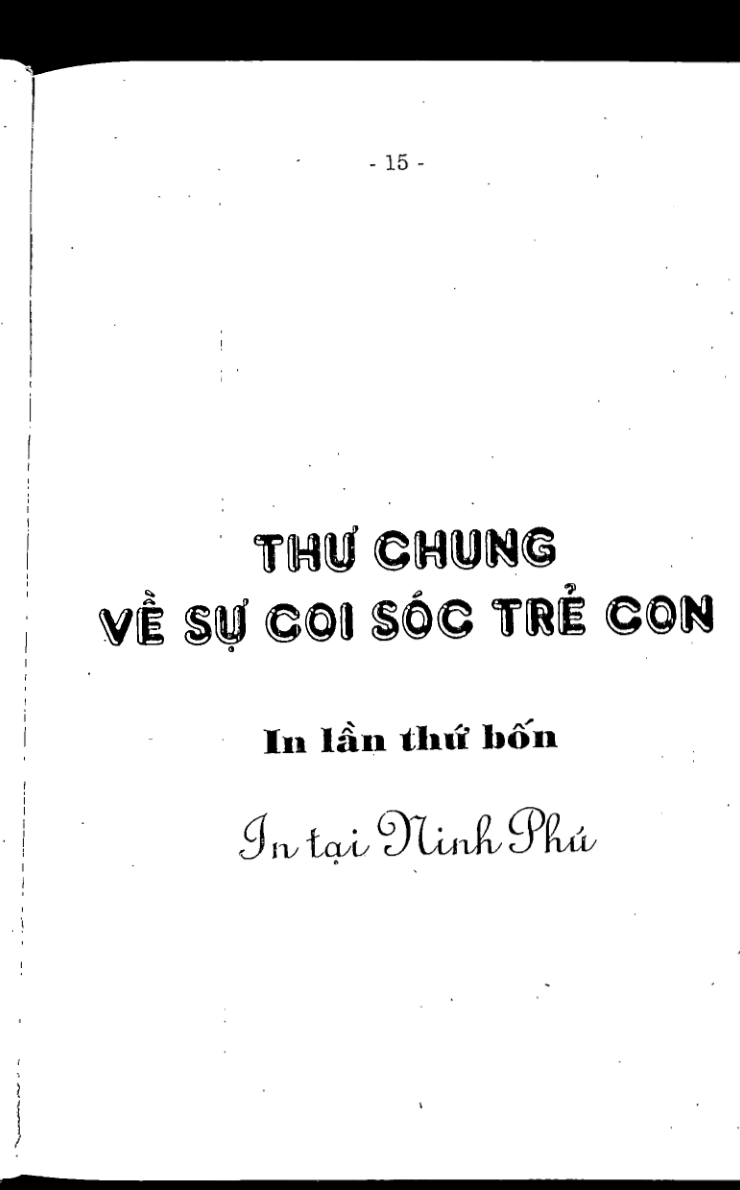 - 15 -
THƯ CHUNG
VỀ SỰ COI SÓC TRẺ CON
In lần thứ bốn
In tại Ninh Phú